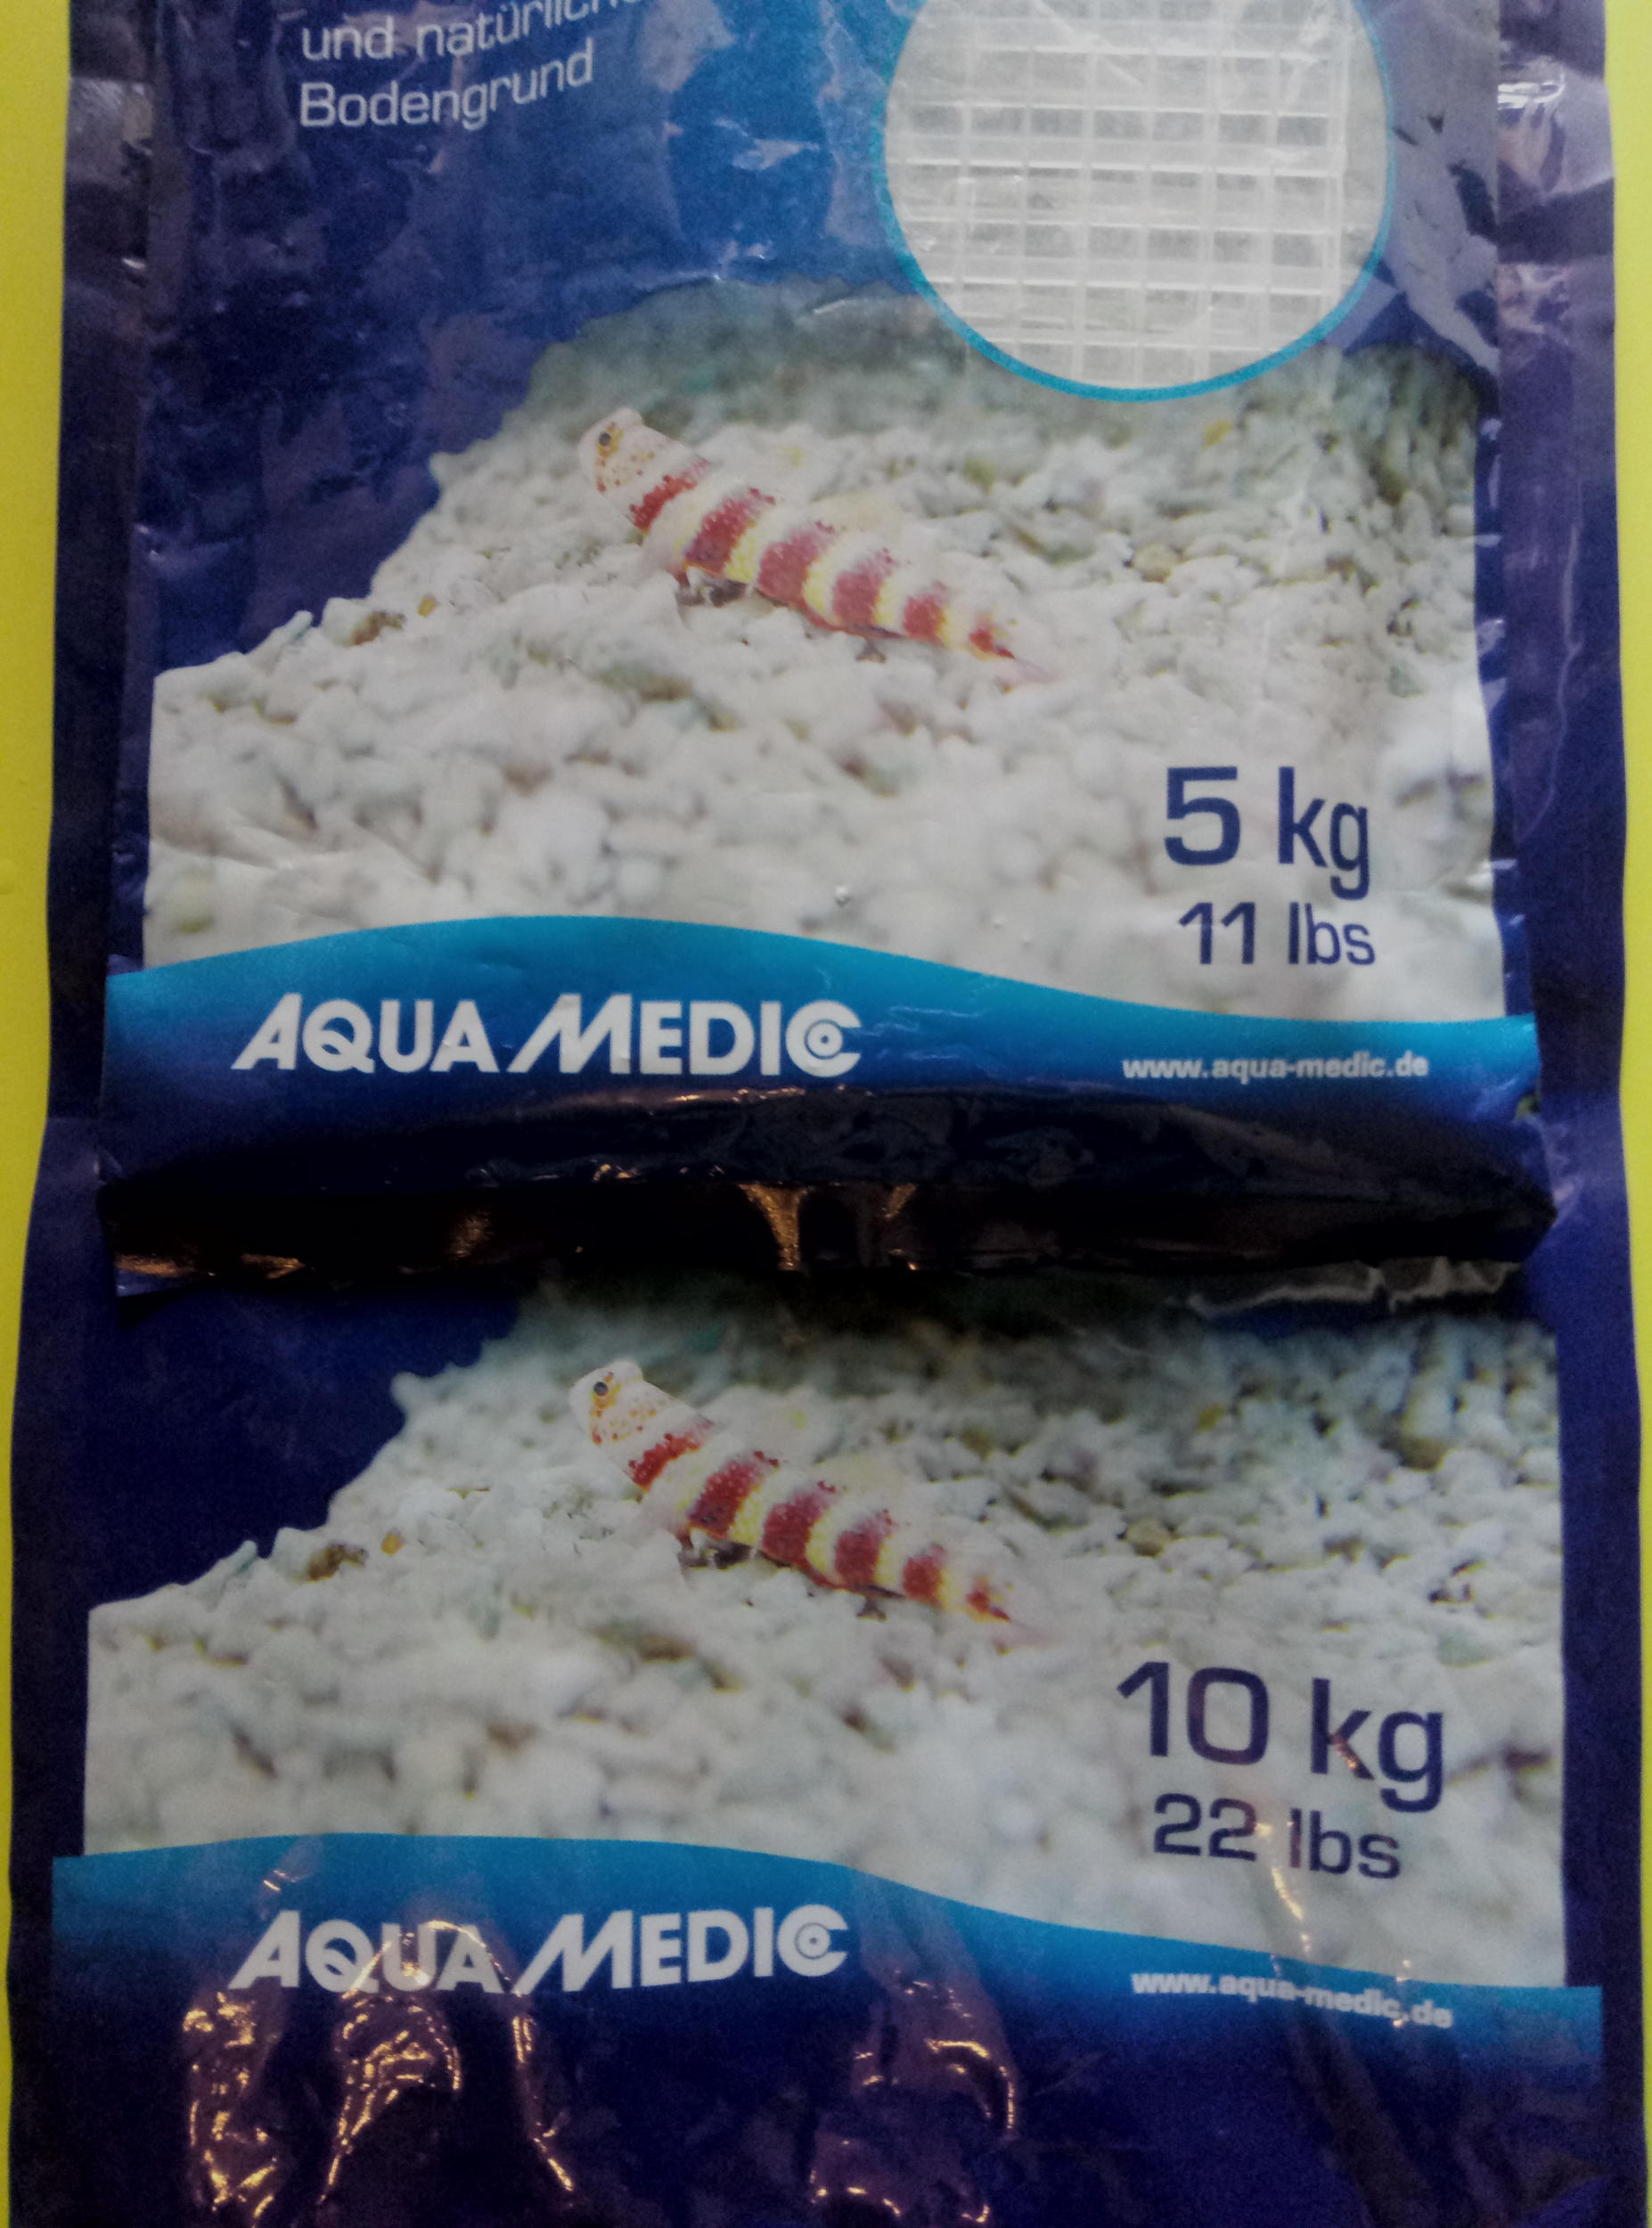 und natürlich
Bodengrund
5 kg
11 lbs
AQUA MEDIC
www.aqua-medic.de
10 kg
22 lbs
AQUA MEDIC
www.aqua-medic.de